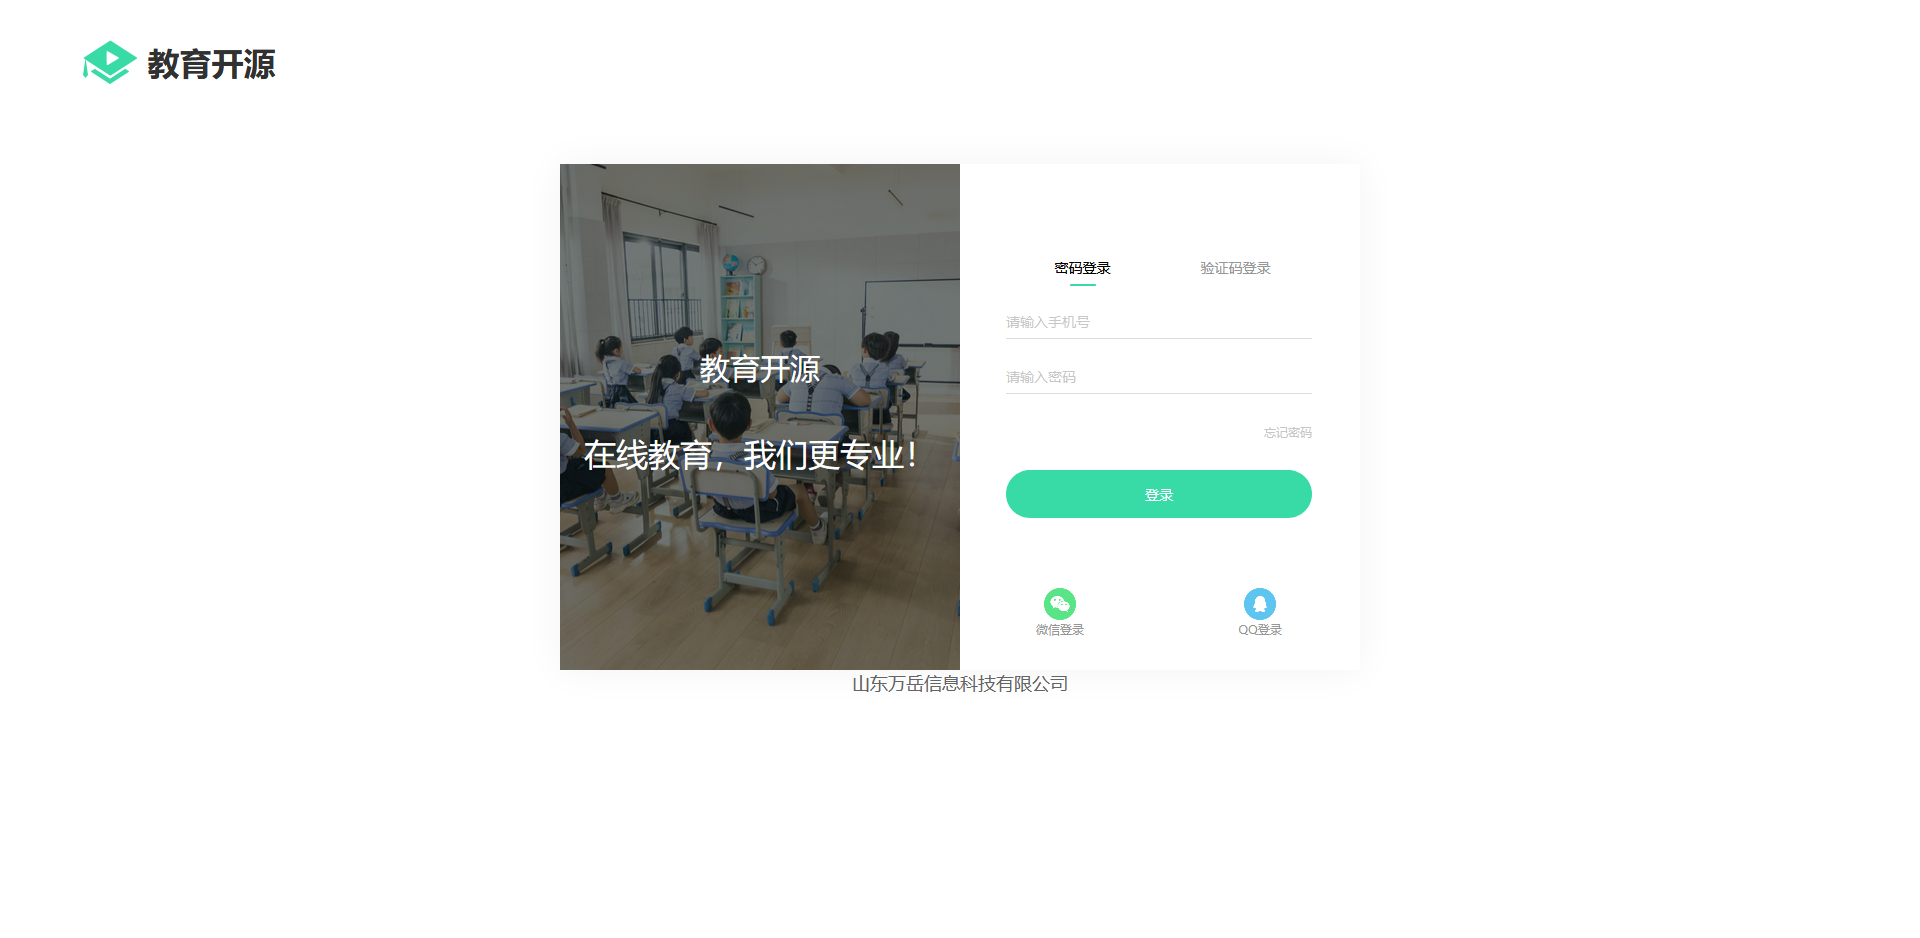 教育开源
教育开源
在线教育，我们更专业！
密码登录
验证码登录
请输入手机号
请输入密码
忘记密码
登录
微信登录
QQ登录
山东万岳信息科技有限公司